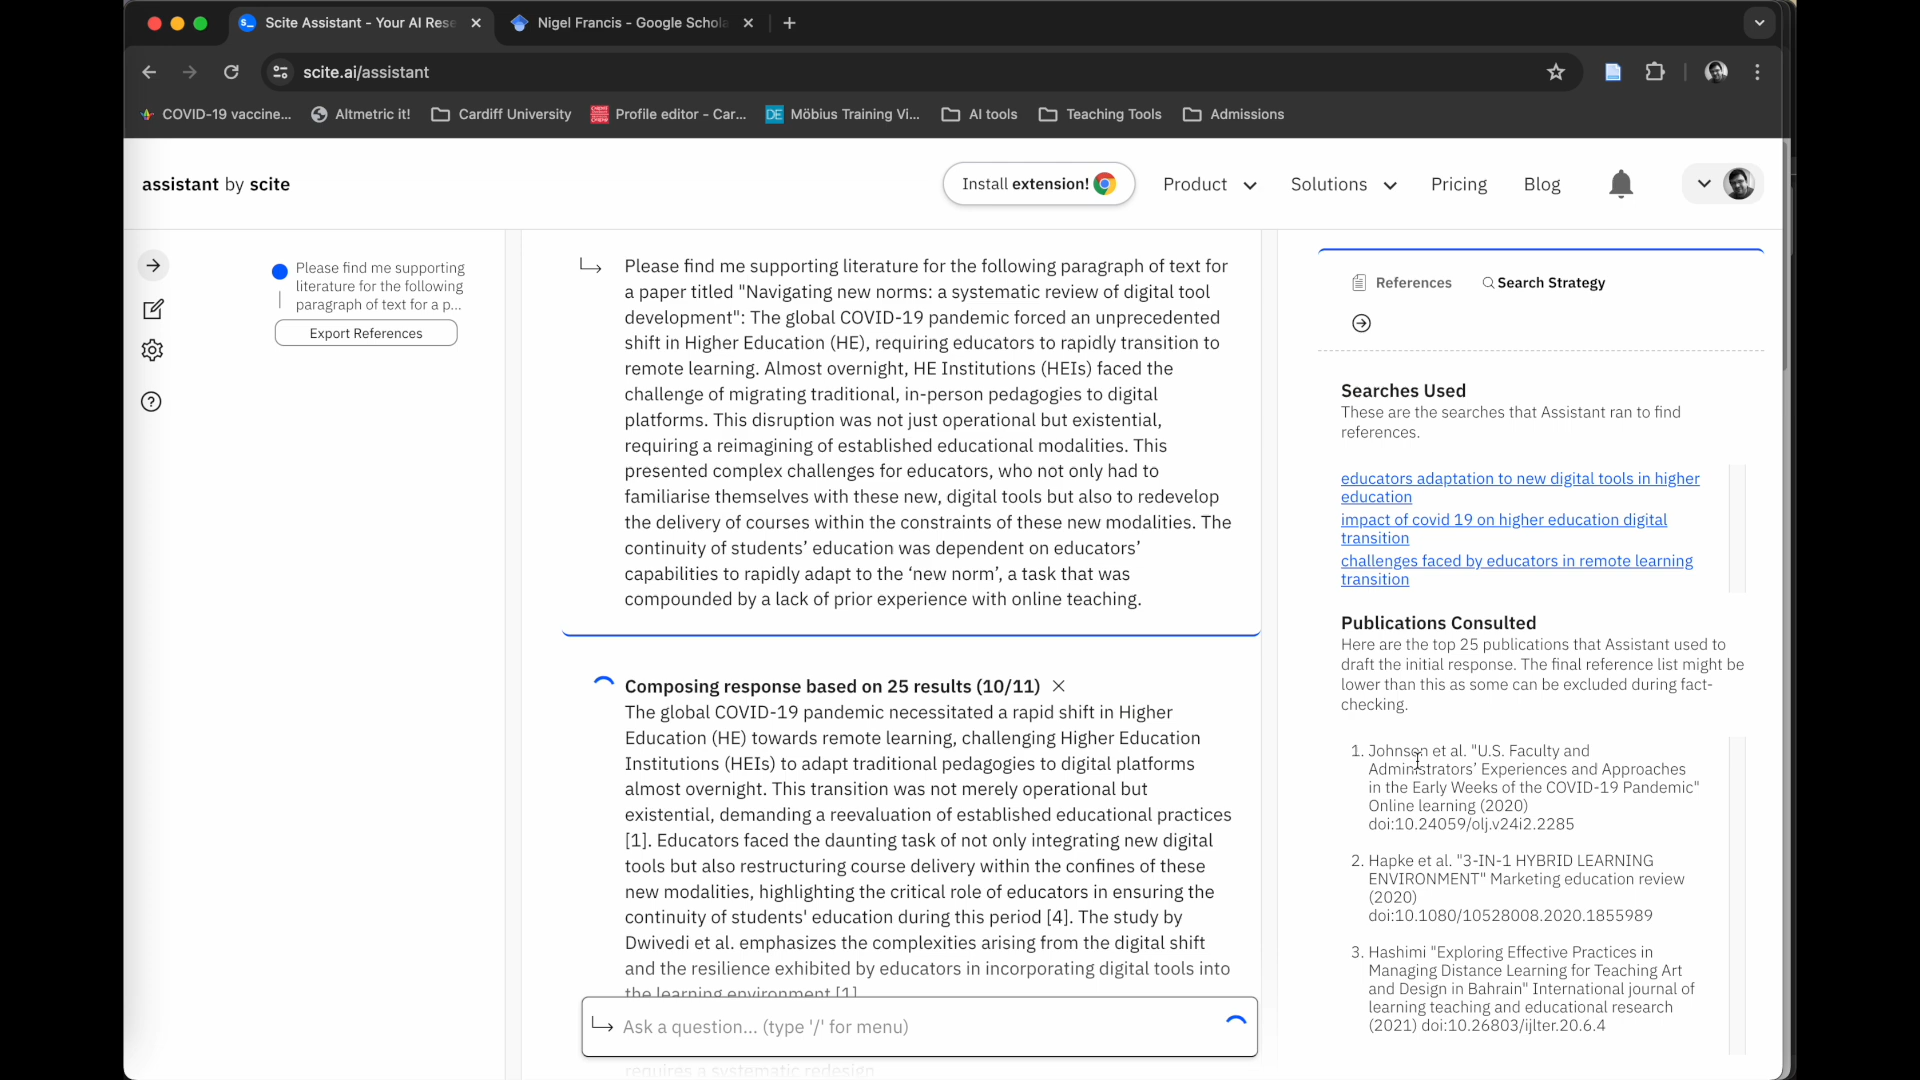 Scite Assistant - Your AI Rese
Nigel Francis - Google Schola
scite.ai/assistant
COVID-19 vaccine...
Altmetric it!
Cardiff University
Profile editor - Car...
DE
Möbius Training Vi...
AI tools
Teaching Tools
Admissions
assistant by scite
Install extension!
Product
Solutions
Pricing
Blog
Please find me supporting
literature for the following
paragraph of text for a p...
Export References
Please find me supporting literature for the following paragraph of text for
a paper titled "Navigating new norms: a systematic review of digital tool
development": The global COVID-19 pandemic forced an unprecedented
shift in Higher Education (HE), requiring educators to rapidly transition to
remote learning. Almost overnight, HE Institutions (HEIs) faced the
challenge of migrating traditional, in-person pedagogies to digital
platforms. This disruption was not just operational but existential,
requiring a reimagining of established educational modalities. This
presented complex challenges for educators, who not only had to
familiarise themselves with these new, digital tools but also to redevelop
the delivery of courses within the constraints of these new modalities. The
continuity of students’ education was dependent on educators’
capabilities to rapidly adapt to the ‘new norm’, a task that was
compounded by a lack of prior experience with online teaching.
Composing response based on 25 results (10/11)
The global COVID-19 pandemic necessitated a rapid shift in Higher
Education (HE) towards remote learning, challenging Higher Education
Institutions (HEIs) to adapt traditional pedagogies to digital platforms
almost overnight. This transition was not merely operational but
existential, demanding a reevaluation of established educational practices
[1]. Educators faced the daunting task of not only integrating new digital
tools but also restructuring course delivery within the confines of these
new modalities, highlighting the critical role of educators in ensuring the
continuity of students' education during this period [4]. The study by
Dwivedi et al. emphasizes the complexities arising from the digital shift
and the resilience exhibited by educators in incorporating digital tools into
the learning environment [1]
Ask a question... (type '/' for menu)
requires a systematic redesign
References
Search Strategy
Searches Used
These are the searches that Assistant ran to find
references.
educators adaptation to new digital tools in higher
education
impact of covid 19 on higher education digital
transition
challenges faced by educators in remote learning
transition
Publications Consulted
Here are the top 25 publications that Assistant used to
draft the initial response. The final reference list might be
lower than this as some can be excluded during fact-
checking.
1. Johnson et al. "U.S. Faculty and
Administrators’ Experiences and Approaches
in the Early Weeks of the COVID-19 Pandemic"
Online learning (2020)
doi:10.24059/olj.v24i2.2285
2. Hapke et al. "3-IN-1 HYBRID LEARNING
ENVIRONMENT" Marketing education review
(2020)
doi:10.1080/10528008.2020.1855989
3. Hashimi "Exploring Effective Practices in
Managing Distance Learning for Teaching Art
and Design in Bahrain" International journal of
learning teaching and educational research
(2021) doi:10.26803/ijlter.20.6.4